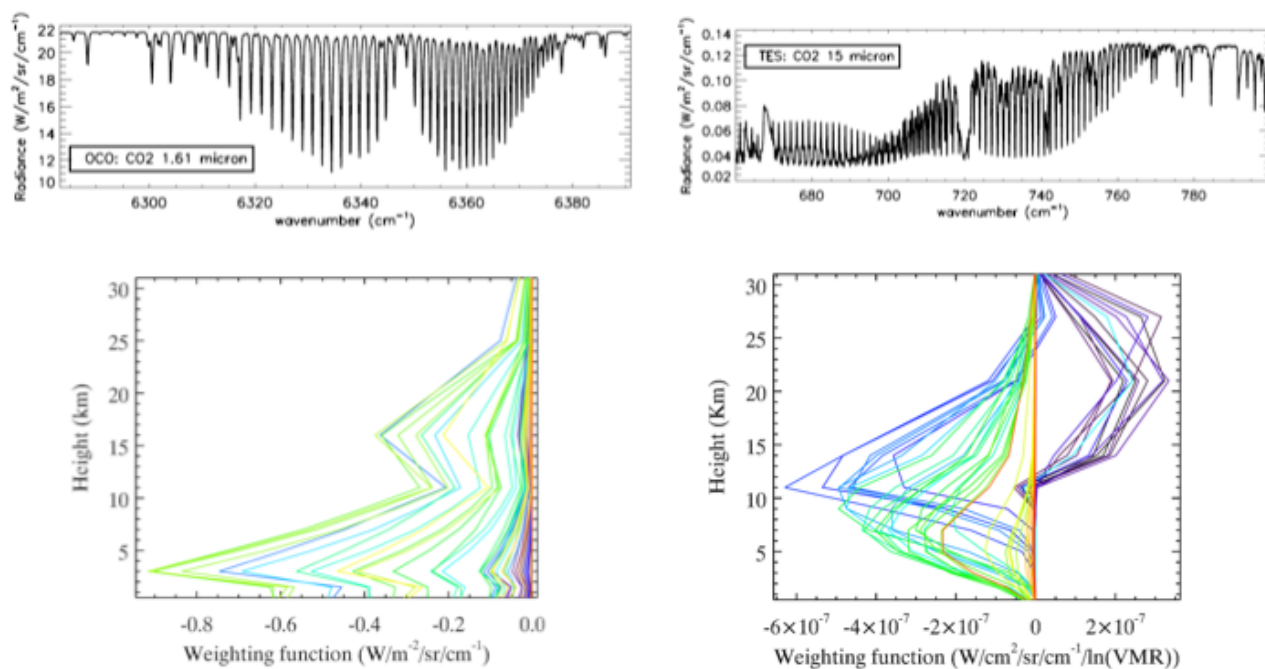 22
20
18
16
14
12
10
Radiance (W/m²/sr/cm⁻¹)
OCO: CO2 1.61 micron
6300 6320 6340 6360 6380
wavenumber (cm⁻¹)
0.14
0.12
0.10
0.08
0.06
0.04
0.02
Radiance (W/m²/sr/cm⁻¹)
TES: CO2 15 micron
680 700 720 740 760 780
wavenumber (cm⁻¹)
30
25
20
15
10
5
Height (km)
-0.8 -0.6 -0.4 -0.2 0.0
Weighting function (W/m⁻²/sr/cm⁻¹)
30
25
20
15
10
5
Height (Km)
-6×10⁻⁷ -4×10⁻⁷ -2×10⁻⁷ 0 2×10⁻⁷
Weighting function (W/cm²/sr/cm⁻¹/ln(VMR))